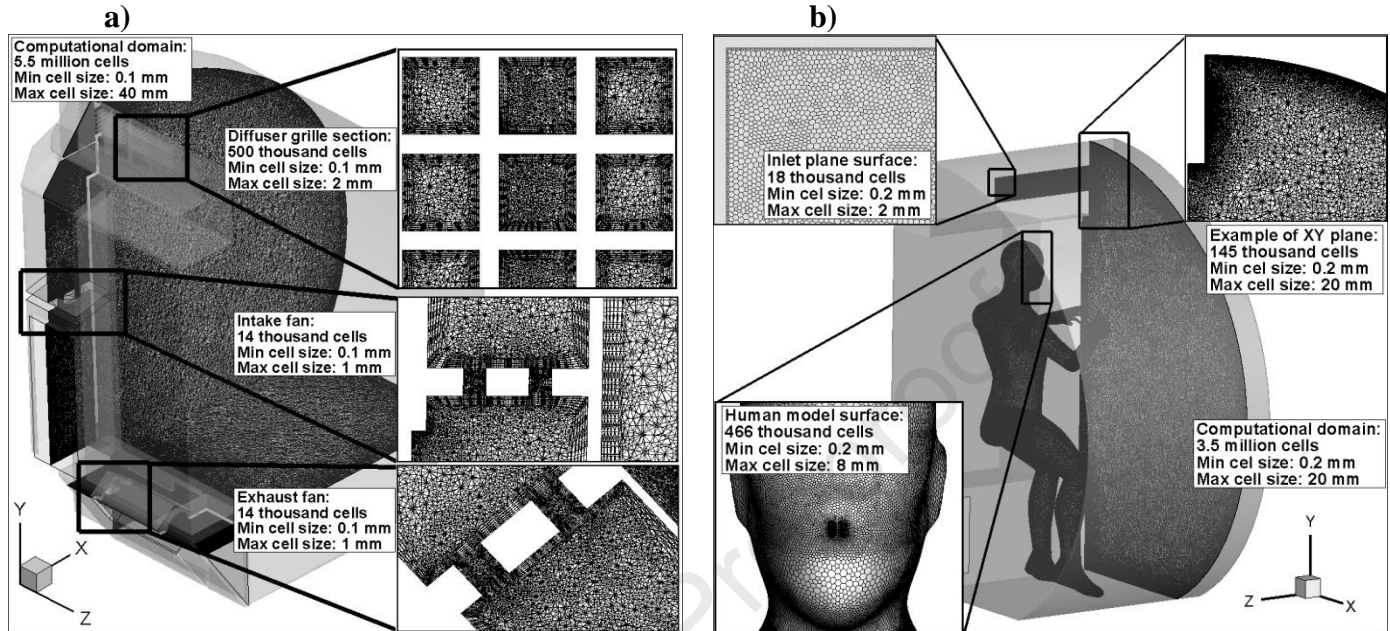 a)
Computational domain:
5.5 million cells
Min cell size: 0.1 mm
Max cell size: 40 mm
Diffuser grille section:
500 thousand cells
Min cell size: 0.1 mm
Max cell size: 2 mm
Intake fan:
14 thousand cells
Min cell size: 0.1 mm
Max cell size: 1 mm
Exhaust fan:
14 thousand cells
Min cell size: 0.1 mm
Max cell size: 1 mm
Y
X
Z
b)
Inlet plane surface:
18 thousand cells
Min cel size: 0.2 mm
Max cell size: 2 mm
Example of XY plane:
145 thousand cells
Min cel size: 0.2 mm
Max cell size: 20 mm
Human model surface:
466 thousand cells
Min cel size: 0.2 mm
Max cell size: 8 mm
Computational domain:
3.5 million cells
Min cel size: 0.2 mm
Max cell size: 20 mm
Y
Z
X